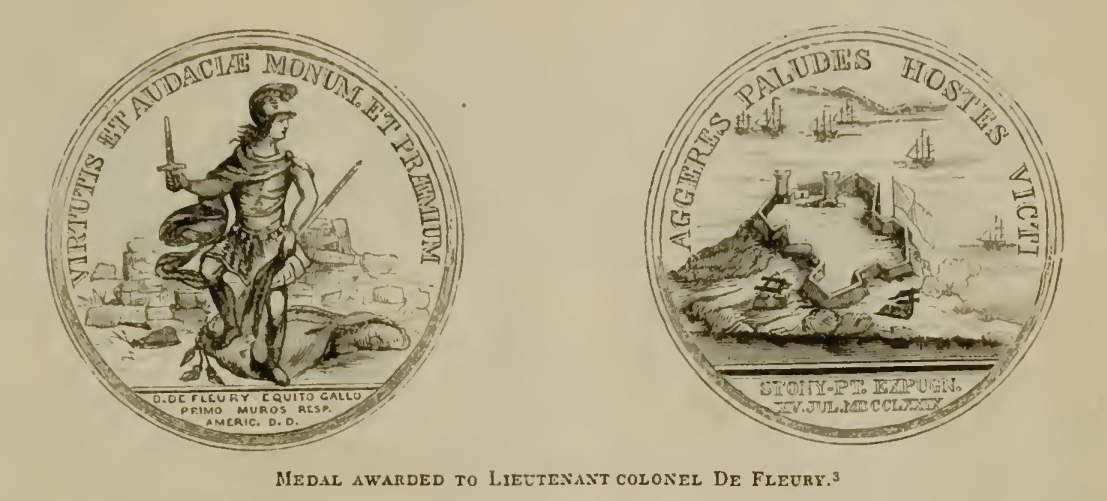 VIRTUTIS ET AUDACIÆ MONUM. ET PRÆMIUM
D. DE FLEURY EQUITO GALLO
PRIMO MUROS RESP.
AMERIC. D. D.
AGGERES PALUDES HOSTES VICTI
STONY-PT. EXPUGN.
XV. JUL. MDCCLXXIX
MEDAL AWARDED TO LIEUTENANT COLONEL DE FLEURY.³